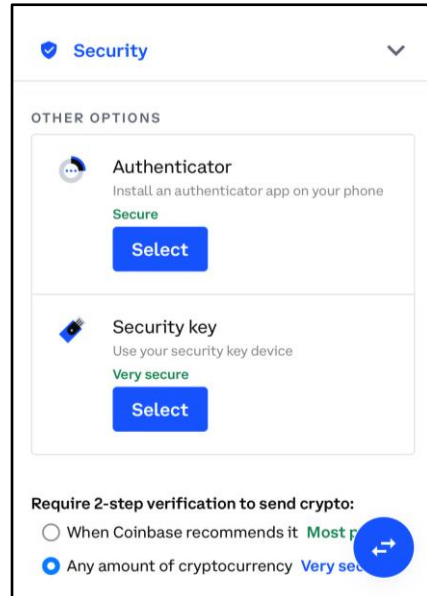 Security
OTHER OPTIONS
Authenticator
Install an authenticator app on your phone
Secure
Select
Security key
Use your security key device
Very secure
Select
Require 2-step verification to send crypto:
When Coinbase recommends it Most
Any amount of cryptocurrency Very